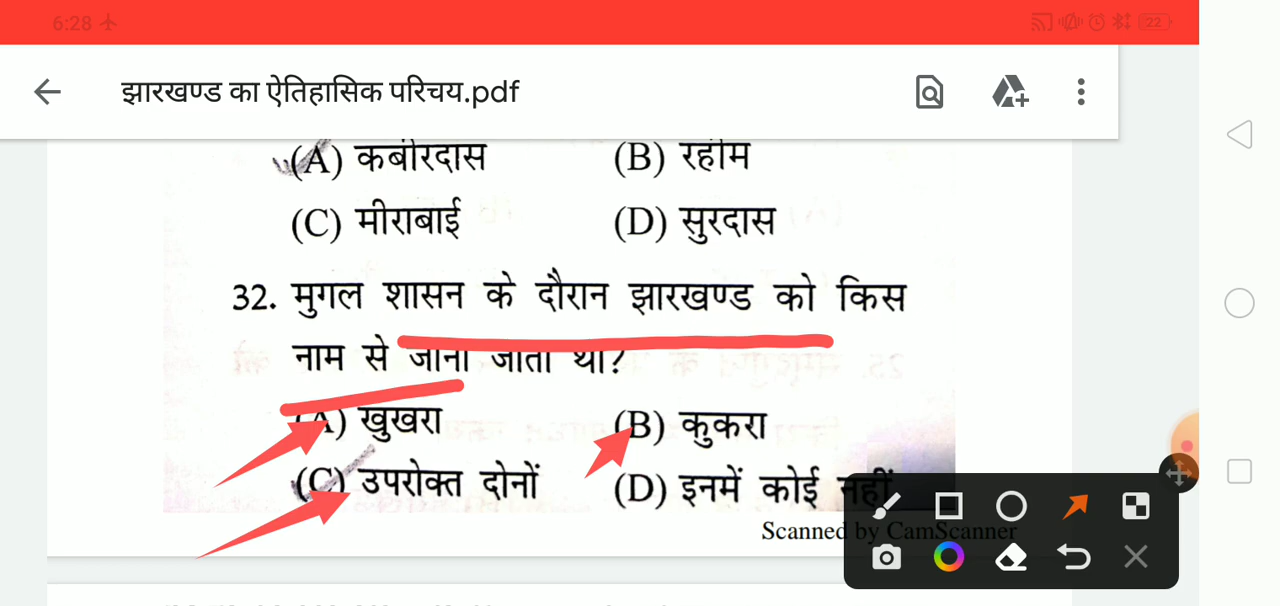 6:28
22
झारखण्ड का ऐतिहासिक परिचय.pdf
(A) कबीरदास (B) रहीम
(C) मीराबाई (D) सुरदास
32. मुगल शासन के दौरान झारखण्ड को किस
नाम से जाना जाता था?
(A) खुखरा (B) कुकरा
(C) उपरोक्त दोनों (D) इनमें कोई नहीं
Scanned by CamScanner